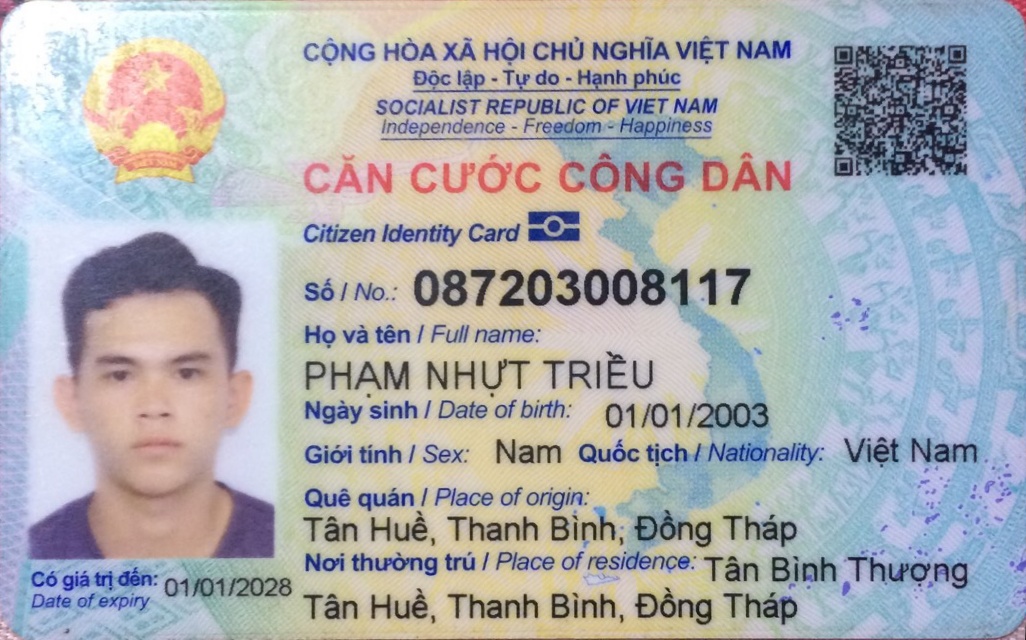 CỘNG HÒA XÃ HỘI CHỦ NGHĨA VIỆT NAM
Độc lập - Tự do - Hạnh phúc
SOCIALIST REPUBLIC OF VIET NAM
Independence - Freedom - Happiness
CĂN CƯỚC CÔNG DÂN
Citizen Identity Card
Số / No.: 087203008117
Họ và tên / Full name:
PHẠM NHỰT TRIỀU
Ngày sinh / Date of birth: 01/01/2003
Giới tính / Sex: Nam Quốc tịch / Nationality: Việt Nam
Quê quán / Place of origin:
Tân Huề, Thanh Bình, Đồng Tháp
Nơi thường trú / Place of residence: Tân Bình Thượng
Tân Huề, Thanh Bình, Đồng Tháp
Có giá trị đến: 01/01/2028
Date of expiry